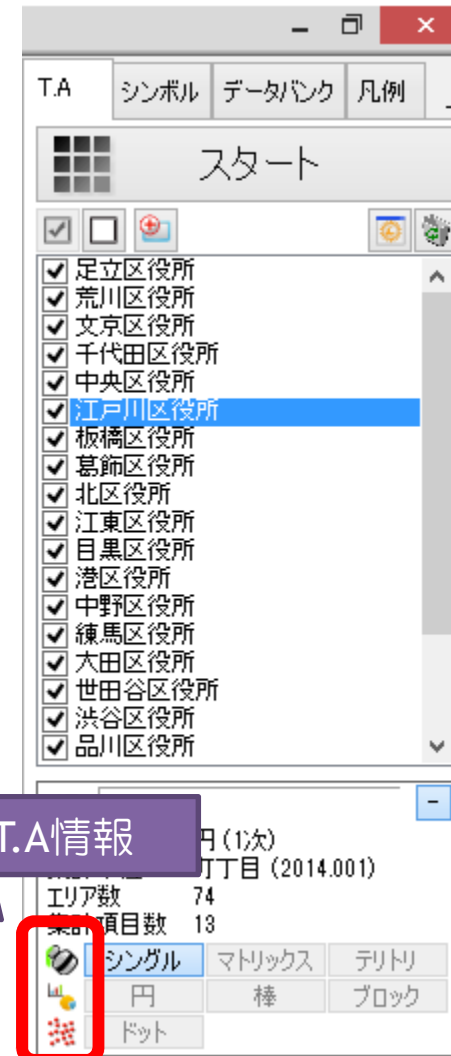 T.A シンボル データバンク 凡例
スタート
足立区役所
荒川区役所
文京区役所
千代田区役所
中央区役所
江戸川区役所
板橋区役所
葛飾区役所
北区役所
江東区役所
目黒区役所
港区役所
中野区役所
練馬区役所
大田区役所
世田谷区役所
渋谷区役所
品川区役所
T.A情報
円(1次)
町丁目 (2014.001)
エリア数 74
集計項目数 13
シングル マトリックス テリトリ
円 棒 ブロック
ドット